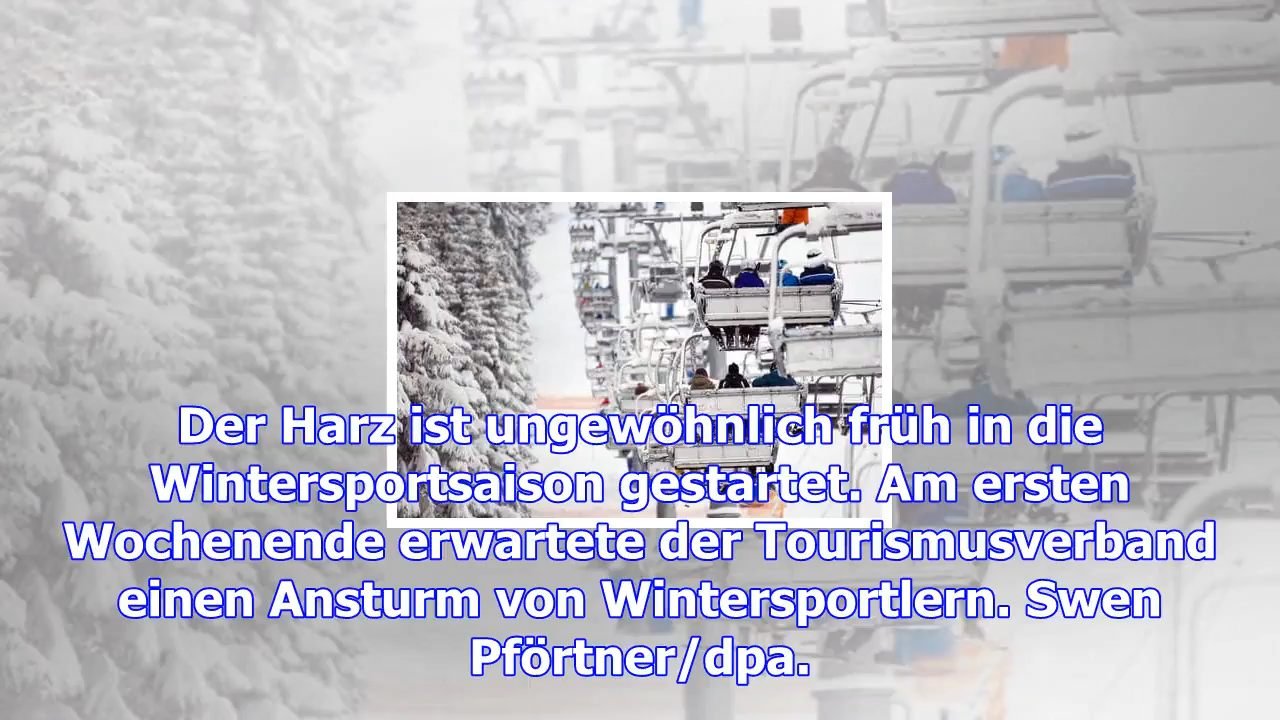 Der Harz ist ungewöhnlich früh in die
Wintersportsaison gestartet. Am ersten
Wochenende erwartete der Tourismusverband
einen Ansturm von Wintersportlern. Swen
Pförtner/dpa.